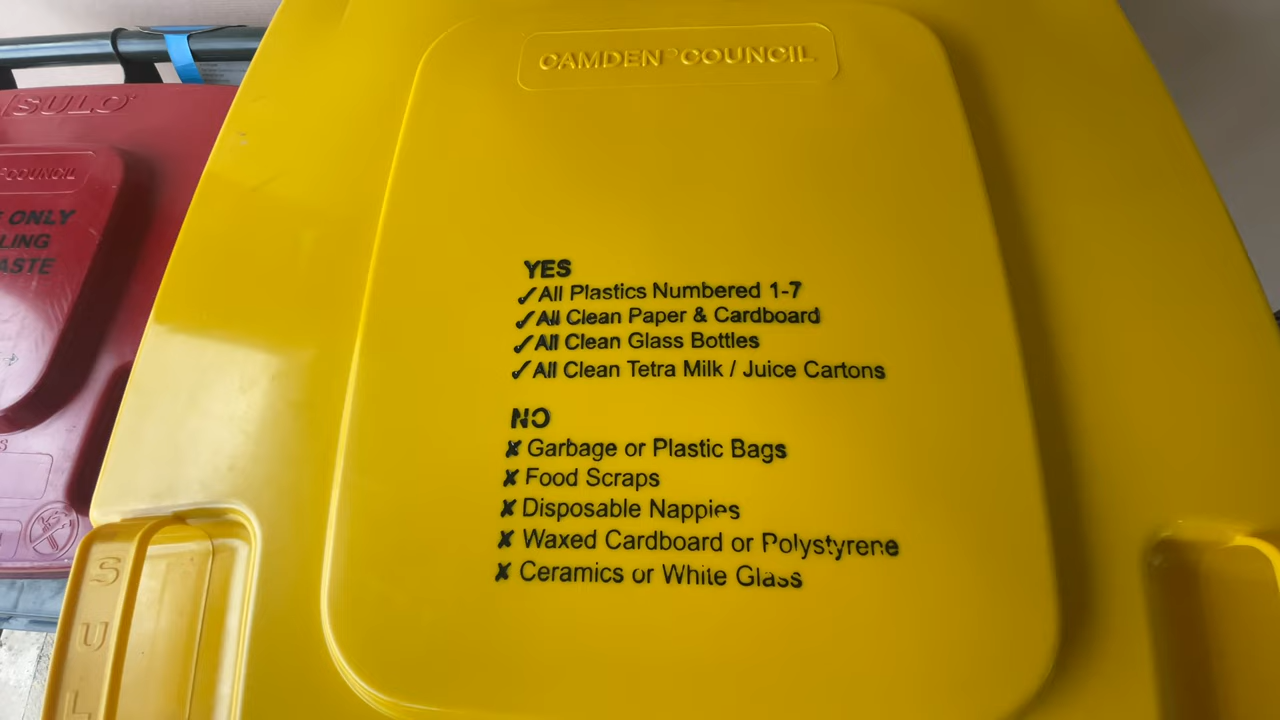 CAMDEN COUNCIL
YES
✓All Plastics Numbered 1-7
✓All Clean Paper & Cardboard
✓All Clean Glass Bottles
✓All Clean Tetra Milk / Juice Cartons
NO
✘ Garbage or Plastic Bags
✘ Food Scraps
✘ Disposable Nappies
✘ Waxed Cardboard or Polystyrene
✘ Ceramics or White Glass
SULO
COUNCIL
ONLY
LING
ASTE
S
U
L